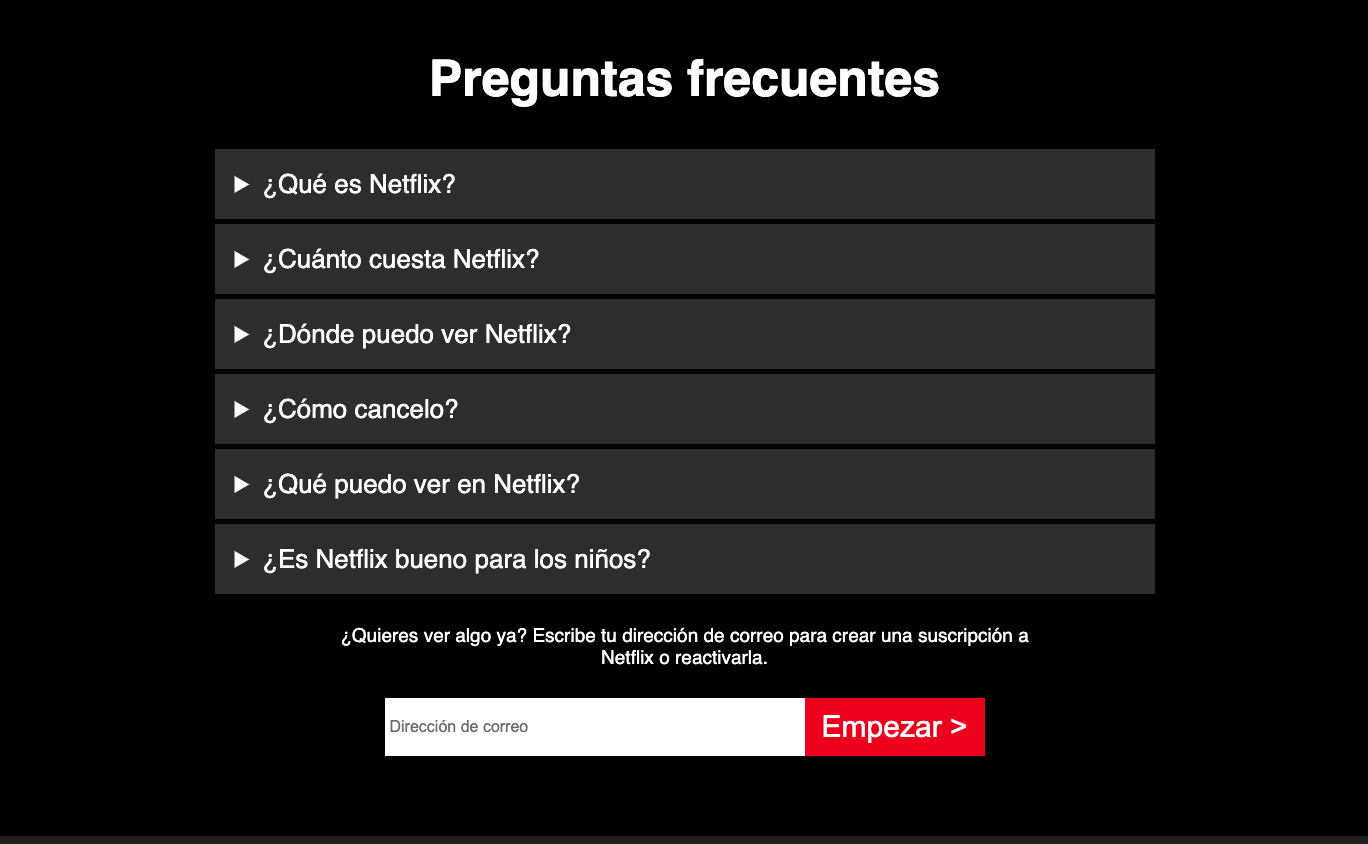 Preguntas frecuentes
¿Qué es Netflix?
¿Cuánto cuesta Netflix?
¿Dónde puedo ver Netflix?
¿Cómo cancelo?
¿Qué puedo ver en Netflix?
¿Es Netflix bueno para los niños?
¿Quieres ver algo ya? Escribe tu dirección de correo para crear una suscripción a
Netflix o reactivarla.
Dirección de correo
Empezar >